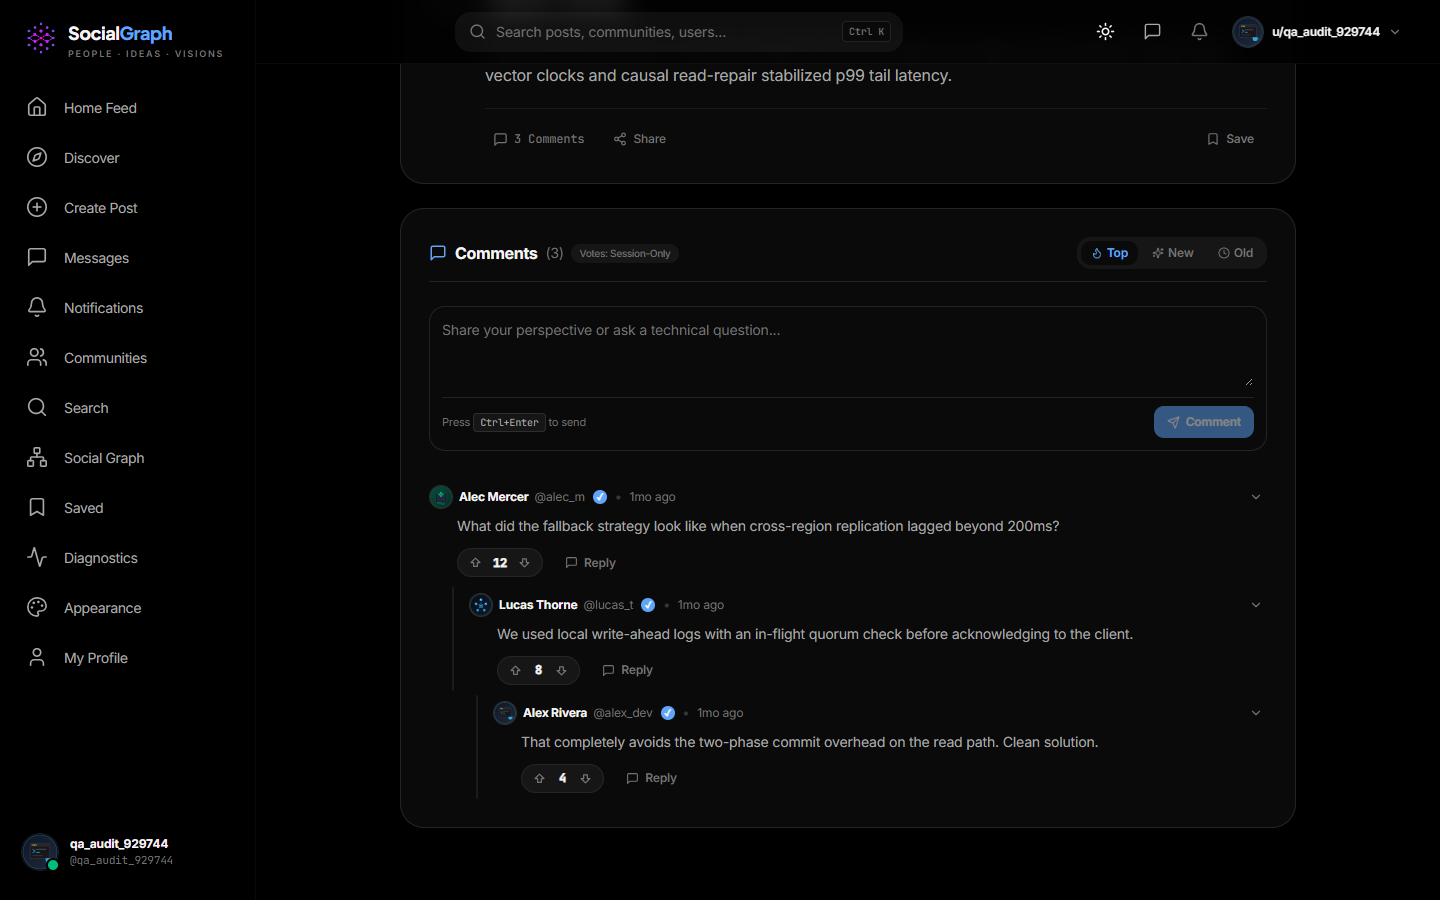 SocialGraph
PEOPLE · IDEAS · VISIONS
Search posts, communities, users...
Ctrl K
u/qa_audit_929744
Home Feed
Discover
Create Post
Messages
Notifications
Communities
Search
Social Graph
Saved
Diagnostics
Appearance
My Profile
qa_audit_929744
@qa_audit_929744
vector clocks and causal read-repair stabilized p99 tail latency.
3 Comments
Share
Save
Comments (3) Votes: Session-Only
Top
New
Old
Share your perspective or ask a technical question...
Press Ctrl+Enter to send
Comment
Alec Mercer @alec_m • 1mo ago
What did the fallback strategy look like when cross-region replication lagged beyond 200ms?
12 Reply
Lucas Thorne @lucas_t • 1mo ago
We used local write-ahead logs with an in-flight quorum check before acknowledging to the client.
8 Reply
Alex Rivera @alex_dev • 1mo ago
That completely avoids the two-phase commit overhead on the read path. Clean solution.
4 Reply